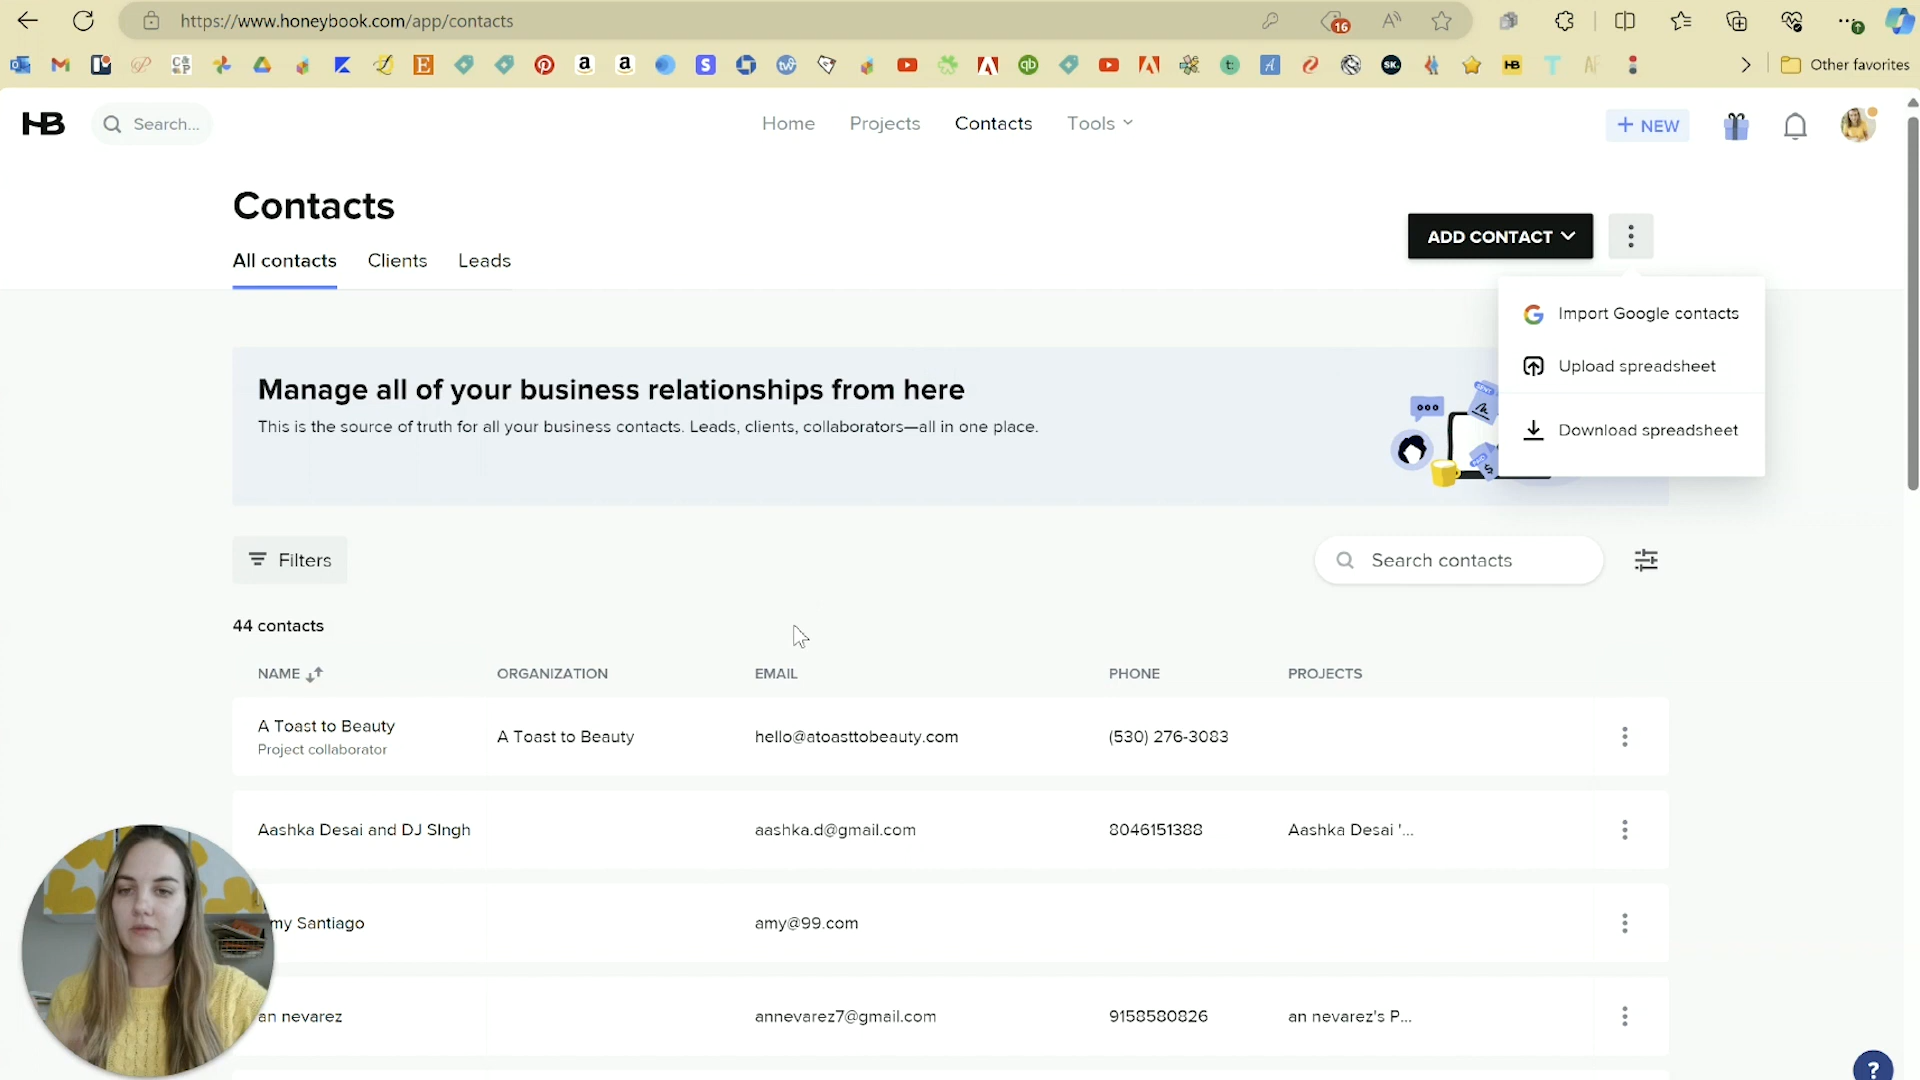 https://www.honeybook.com/app/contacts
16
Other favorites
HB
Search...
Home
Projects
Contacts
Tools
+ NEW
Contacts
ADD CONTACT
All contacts
Clients
Leads
Import Google contacts
Upload spreadsheet
Download spreadsheet
Manage all of your business relationships from here
This is the source of truth for all your business contacts. Leads, clients, collaborators—all in one place.
Filters
Search contacts
44 contacts
NAME ORGANIZATION EMAIL PHONE PROJECTS
A Toast to Beauty
Project collaborator
A Toast to Beauty
hello@atoasttobeauty.com
(530) 276-3083
Aashka Desai and DJ SIngh
aashka.d@gmail.com
8046151388
Aashka Desai '...
my Santiago
amy@99.com
an nevarez
annevarez7@gmail.com
9158580826
an nevarez's P...
?